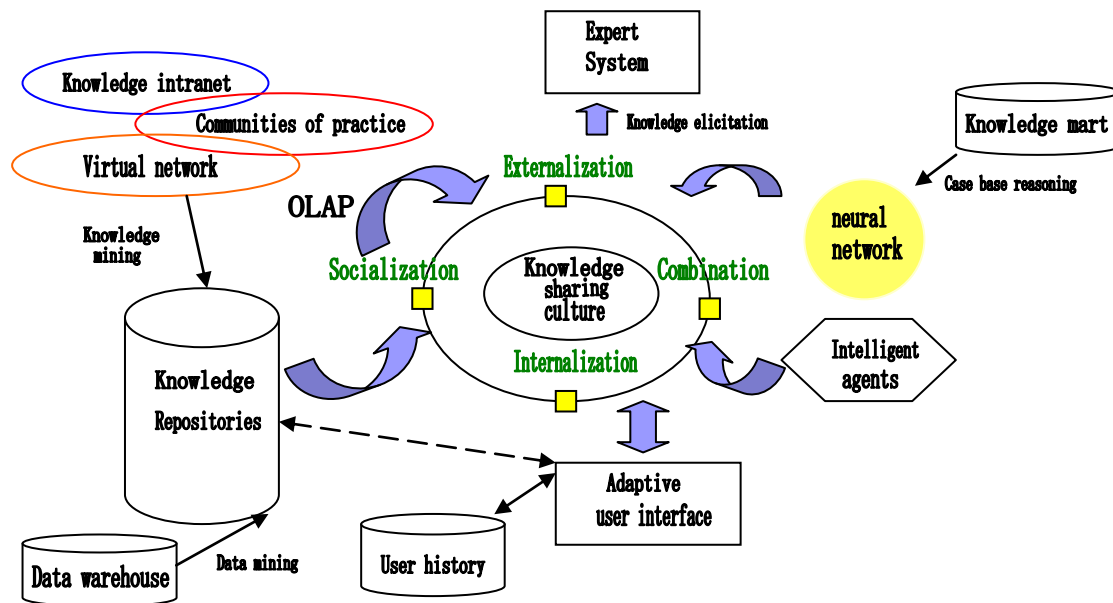 Expert
System
Knowledge intranet
Communities of practice
Virtual network
Knowledge elicitation
Knowledge mart
Case base reasoning
Externalization
OLAP
neural
network
Knowledge
mining
Socialization
Knowledge
sharing
culture
Combination
Internalization
Intelligent
agents
Knowledge
Repositories
Adaptive
user interface
Data warehouse
Data mining
User history